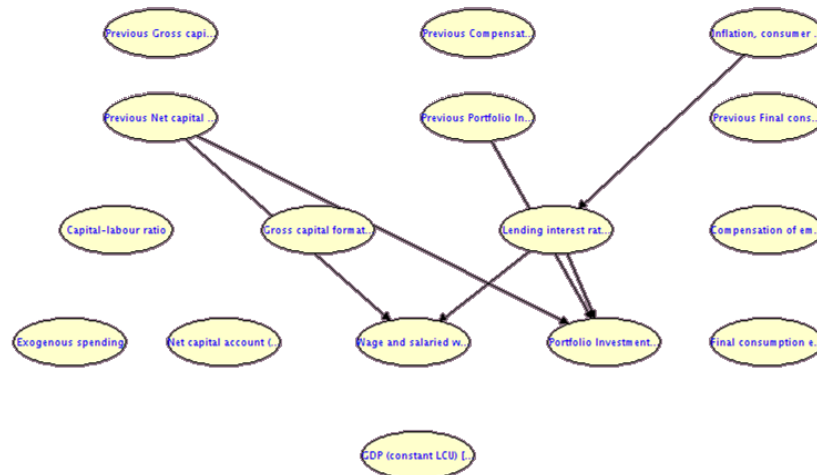 Previous Gross capi...
Previous Compensat...
Inflation, consumer ...
Previous Net capital ...
Previous Portfolio In...
Previous Final cons...
Capital-labour ratio
Gross capital format...
Lending interest rat...
Compensation of em...
Exogenous spending
Net capital account (...
Wage and salaried w...
Portfolio Investment...
Final consumption e...
GDP (constant LCU) [...